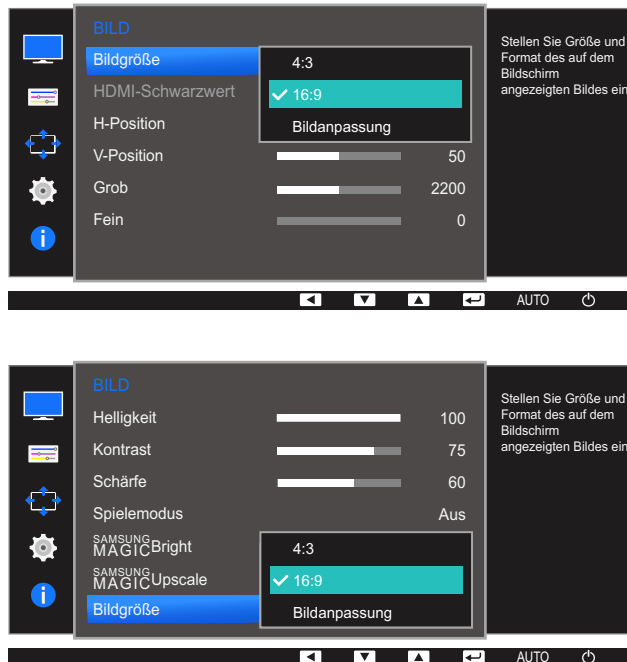 BILD
Bildgröße
4:3
HDMI-Schwarzwert
16:9
H-Position
Bildanpassung
V-Position 50
Grob 2200
Fein 0
Stellen Sie Größe und
Format des auf dem
Bildschirm
angezeigten Bildes ein
AUTO
BILD
Helligkeit 100
Kontrast 75
Schärfe 60
Spielemodus Aus
SAMSUNG
MAGICBright
4:3
SAMSUNG
MAGICUpscale
16:9
Bildgröße
Bildanpassung
Stellen Sie Größe und
Format des auf dem
Bildschirm
angezeigten Bildes ein
AUTO